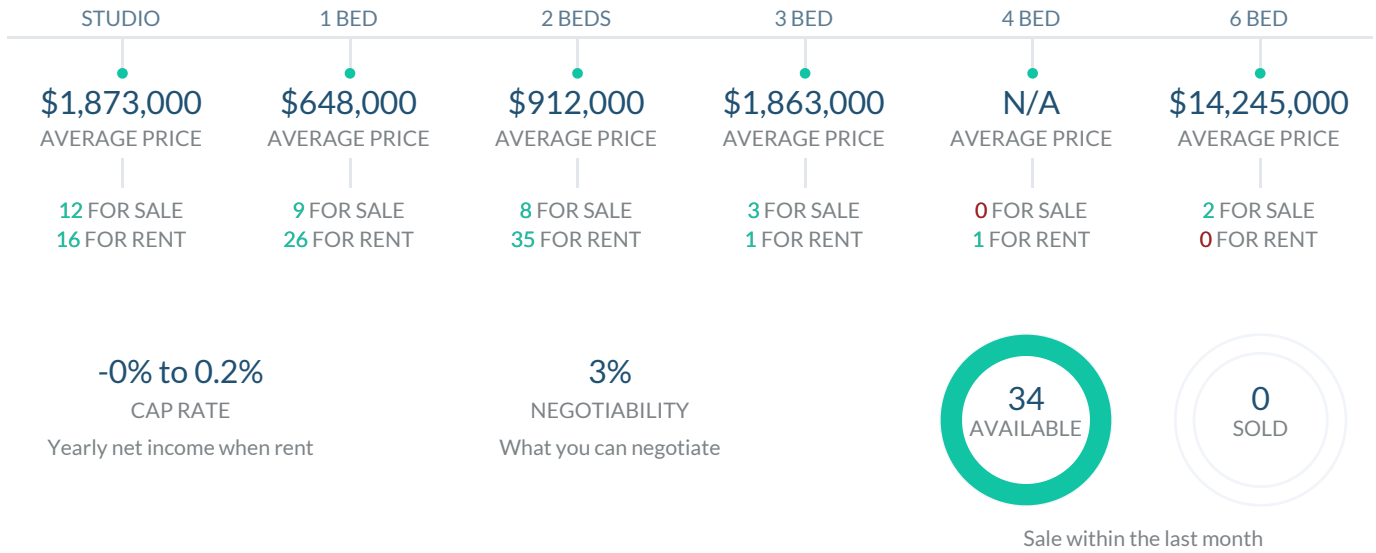 STUDIO 1 BED 2 BEDS 3 BED 4 BED 6 BED
$1,873,000 $648,000 $912,000 $1,863,000 N/A $14,245,000
AVERAGE PRICE AVERAGE PRICE AVERAGE PRICE AVERAGE PRICE AVERAGE PRICE AVERAGE PRICE
12 FOR SALE 9 FOR SALE 8 FOR SALE 3 FOR SALE 0 FOR SALE 2 FOR SALE
16 FOR RENT 26 FOR RENT 35 FOR RENT 1 FOR RENT 1 FOR RENT 0 FOR RENT
-0% to 0.2%
CAP RATE
Yearly net income when rent
3%
NEGOTIABILITY
What you can negotiate
34
AVAILABLE
0
SOLD
Sale within the last month